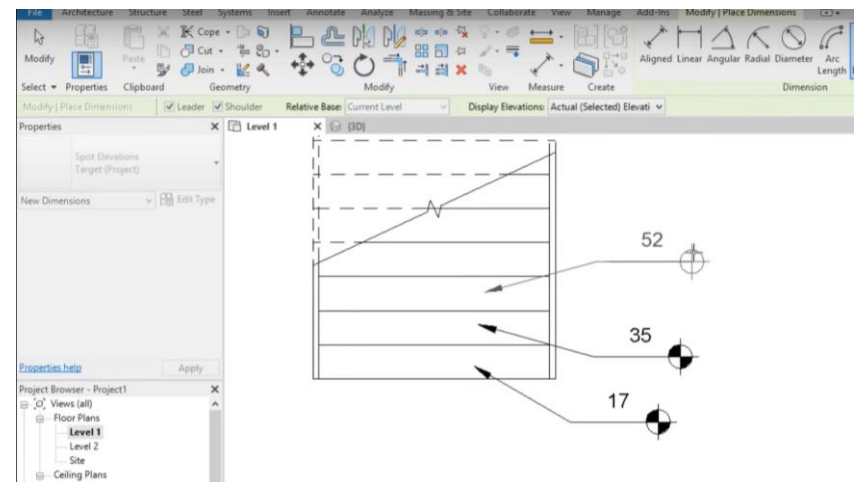 File Architecture Structure Steel Systems Insert Annotate Analyze Massing & Site Collaborate View Manage Add-Ins Modify | Place Dimensions
Modify Paste Cope Cut Join Aligned Linear Angular Radial Diameter Arc Length
Select Properties Clipboard Geometry Modify View Measure Create Dimension
Modify | Place Dimensions Leader Shoulder Relative Base: Current Level Display Elevations: Actual (Selected) Elevati
Properties Level 1 {3D}
Spot Elevations
Target (Project)
New Dimensions Edit Type
52
35
17
Properties help Apply
Project Browser - Project1
Views (all)
Floor Plans
Level 1
Level 2
Site
Ceiling Plans